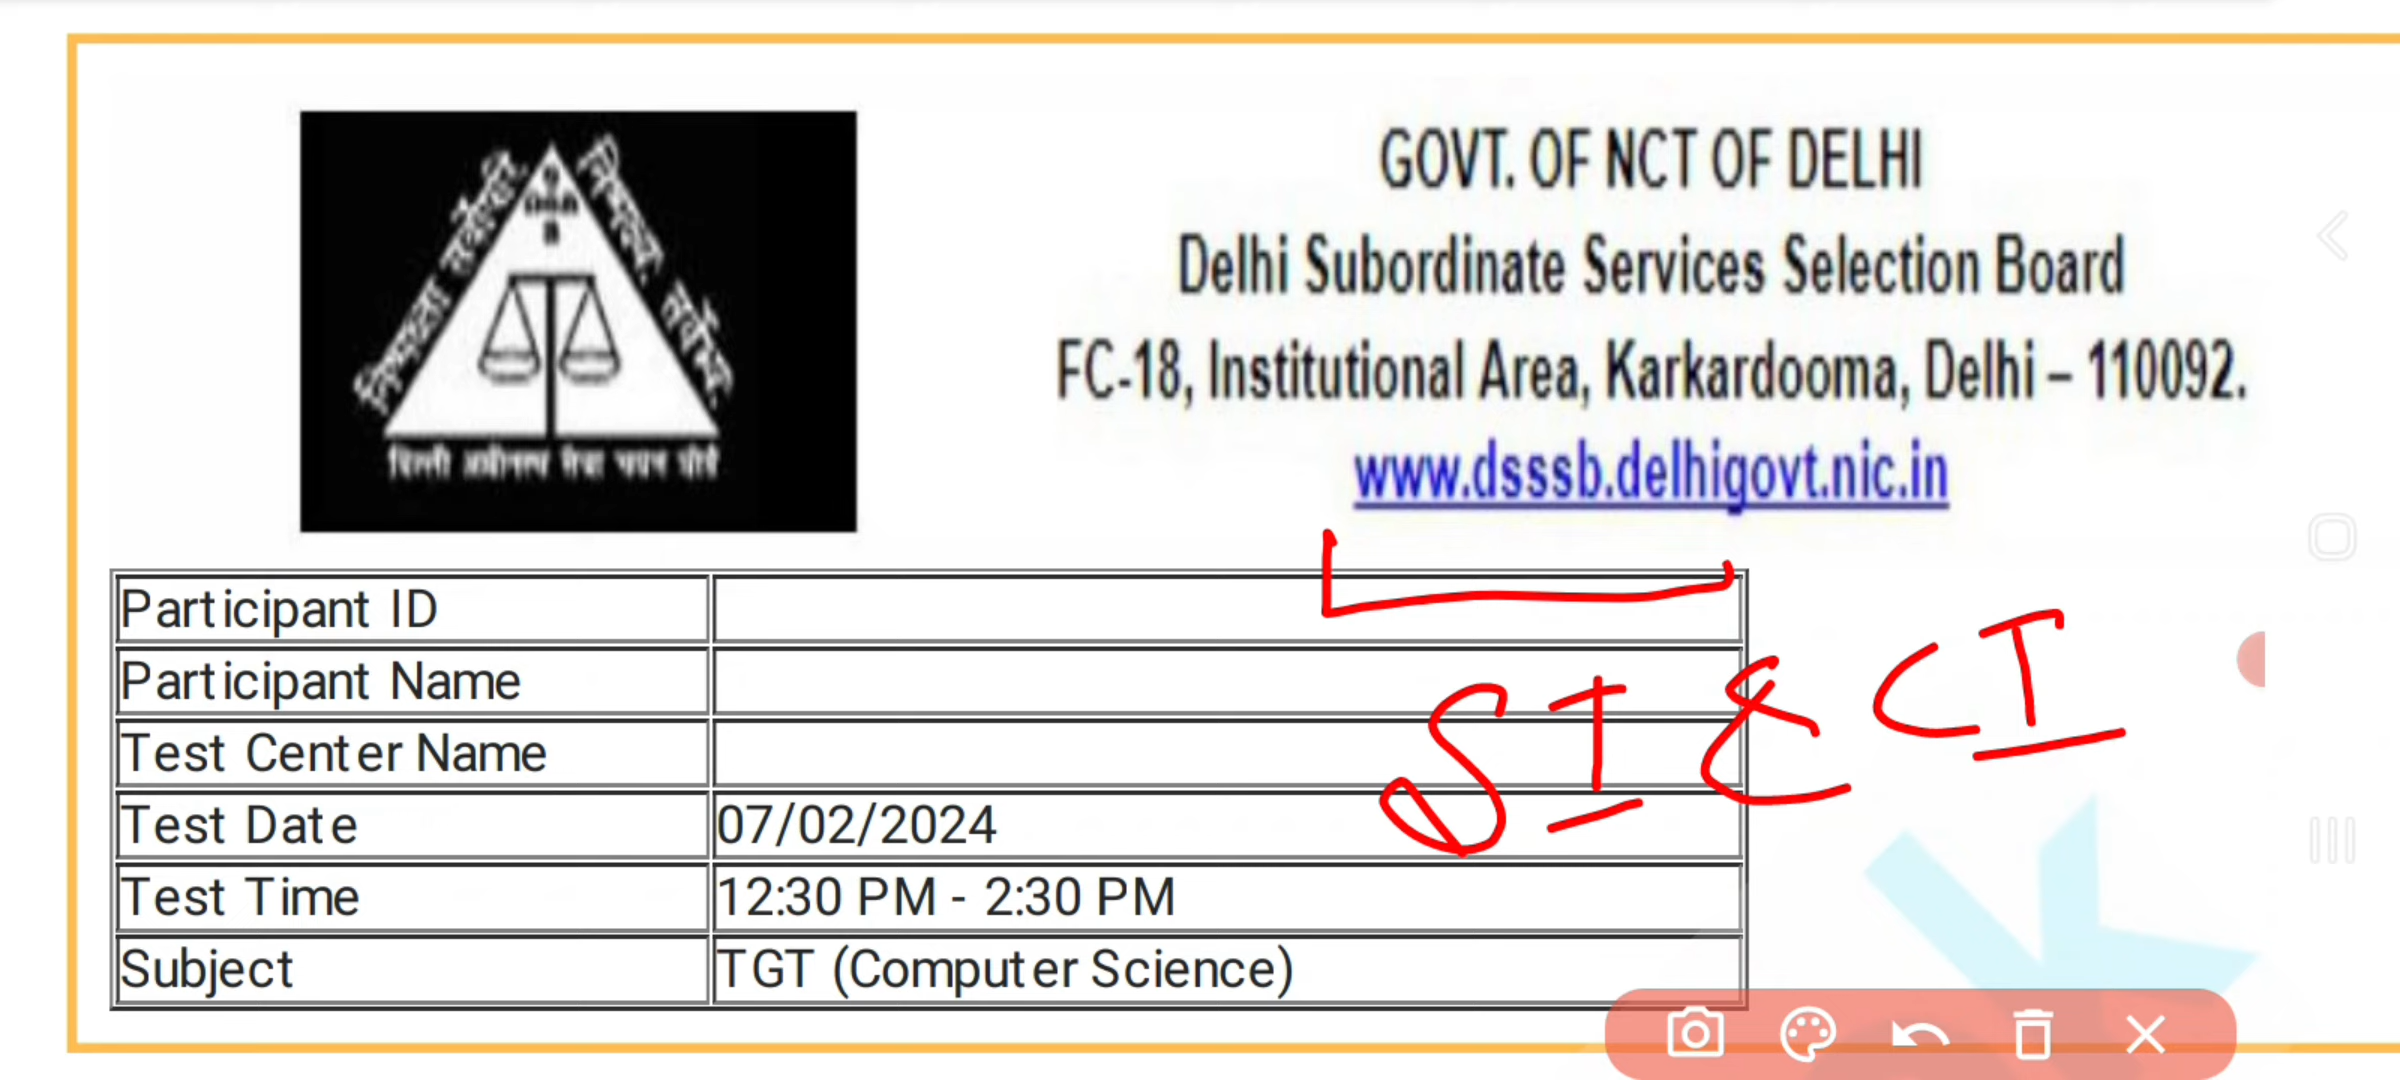 GOVT. OF NCT OF DELHI
Delhi Subordinate Services Selection Board
FC-18, Institutional Area, Karkardooma, Delhi – 110092.
www.dsssb.delhigovt.nic.in
Participant ID
Participant Name
Test Center Name
Test Date 07/02/2024
Test Time 12:30 PM - 2:30 PM
Subject TGT (Computer Science)
SI & CI